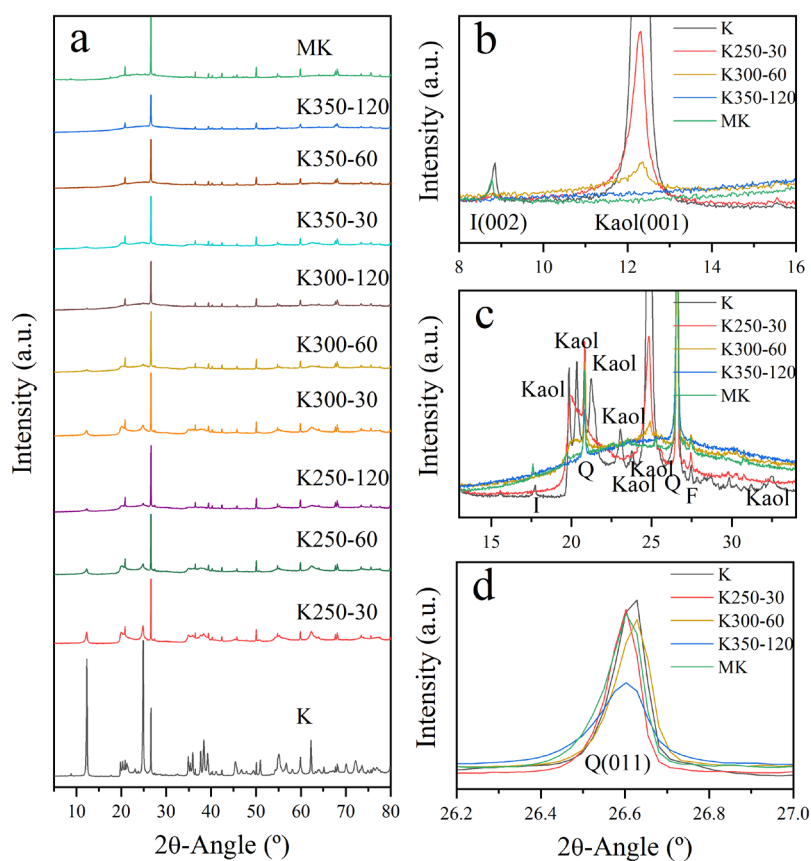 a
MK
K350-120
K350-60
K350-30
K300-120
K300-60
K300-30
K250-120
K250-60
K250-30
K
Intensity (a.u.)
10 20 30 40 50 60 70 80
2θ-Angle (º)
b
K
K250-30
K300-60
K350-120
MK
I(002)
Kaol(001)
Intensity (a.u.)
8 10 12 14 16
c
K
K250-30
K300-60
K350-120
MK
Kaol
Kaol
Kaol
Kaol
Kaol
Kaol
Kaol
I
Q
Q
F
Intensity (a.u.)
15 20 25 30
d
K
K250-30
K300-60
K350-120
MK
Q(011)
Intensity (a.u.)
26.2 26.4 26.6 26.8 27.0
2θ-Angle (º)